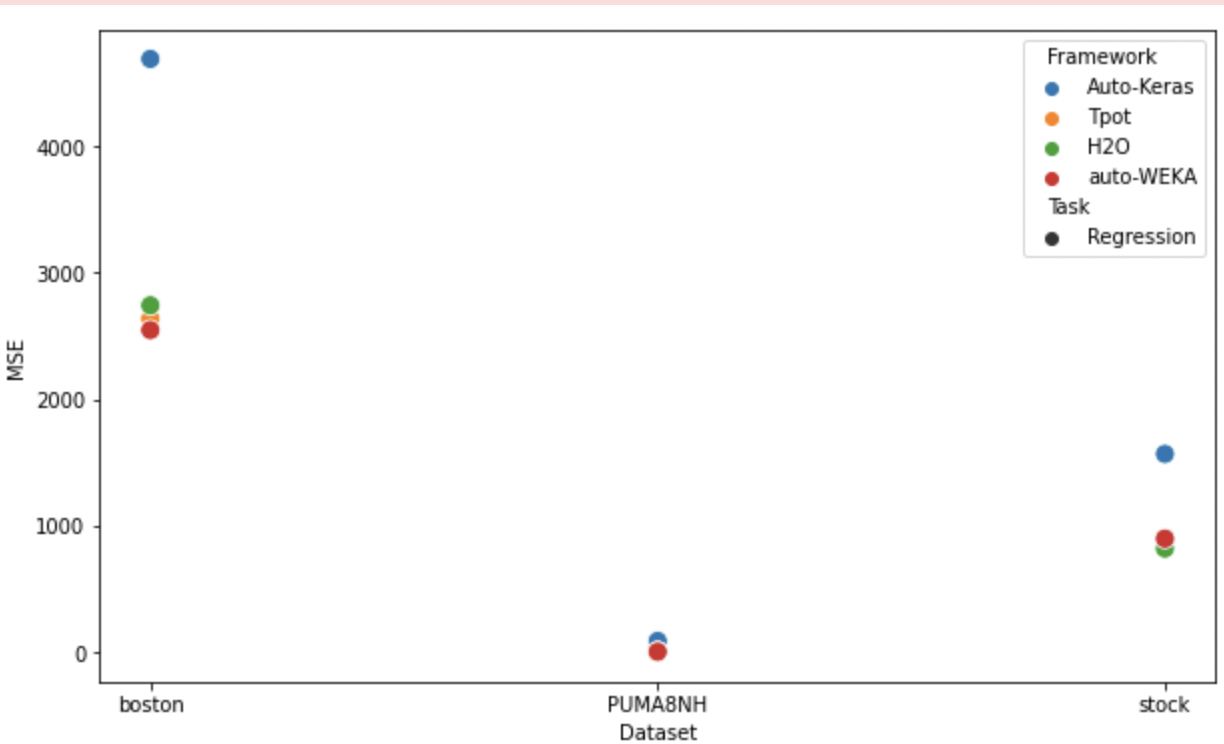 Framework
Auto-Keras
Tpot
H2O
auto-WEKA
Task
Regression
MSE
4000
3000
2000
1000
0
boston
PUMA8NH
stock
Dataset